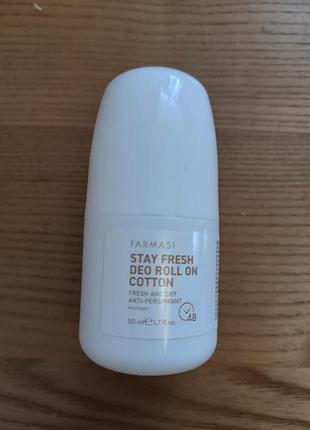 FARMASI
STAY FRESH
DEO ROLL ON
COTTON
FRESH AND DRY
ANTI-PERSPIRANT
women
48
50 ml ℮ 1.7 fl.oz.